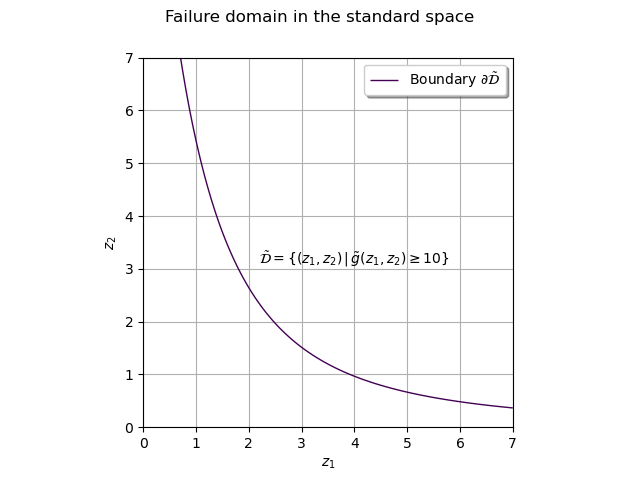 Failure domain in the standard space
7
6
5
4
3
2
1
0
z₂
Boundary ∂𝒟̃
𝒟̃ = {(z₁, z₂) | g̃(z₁, z₂) ≥ 10}
0 1 2 3 4 5 6 7
z₁